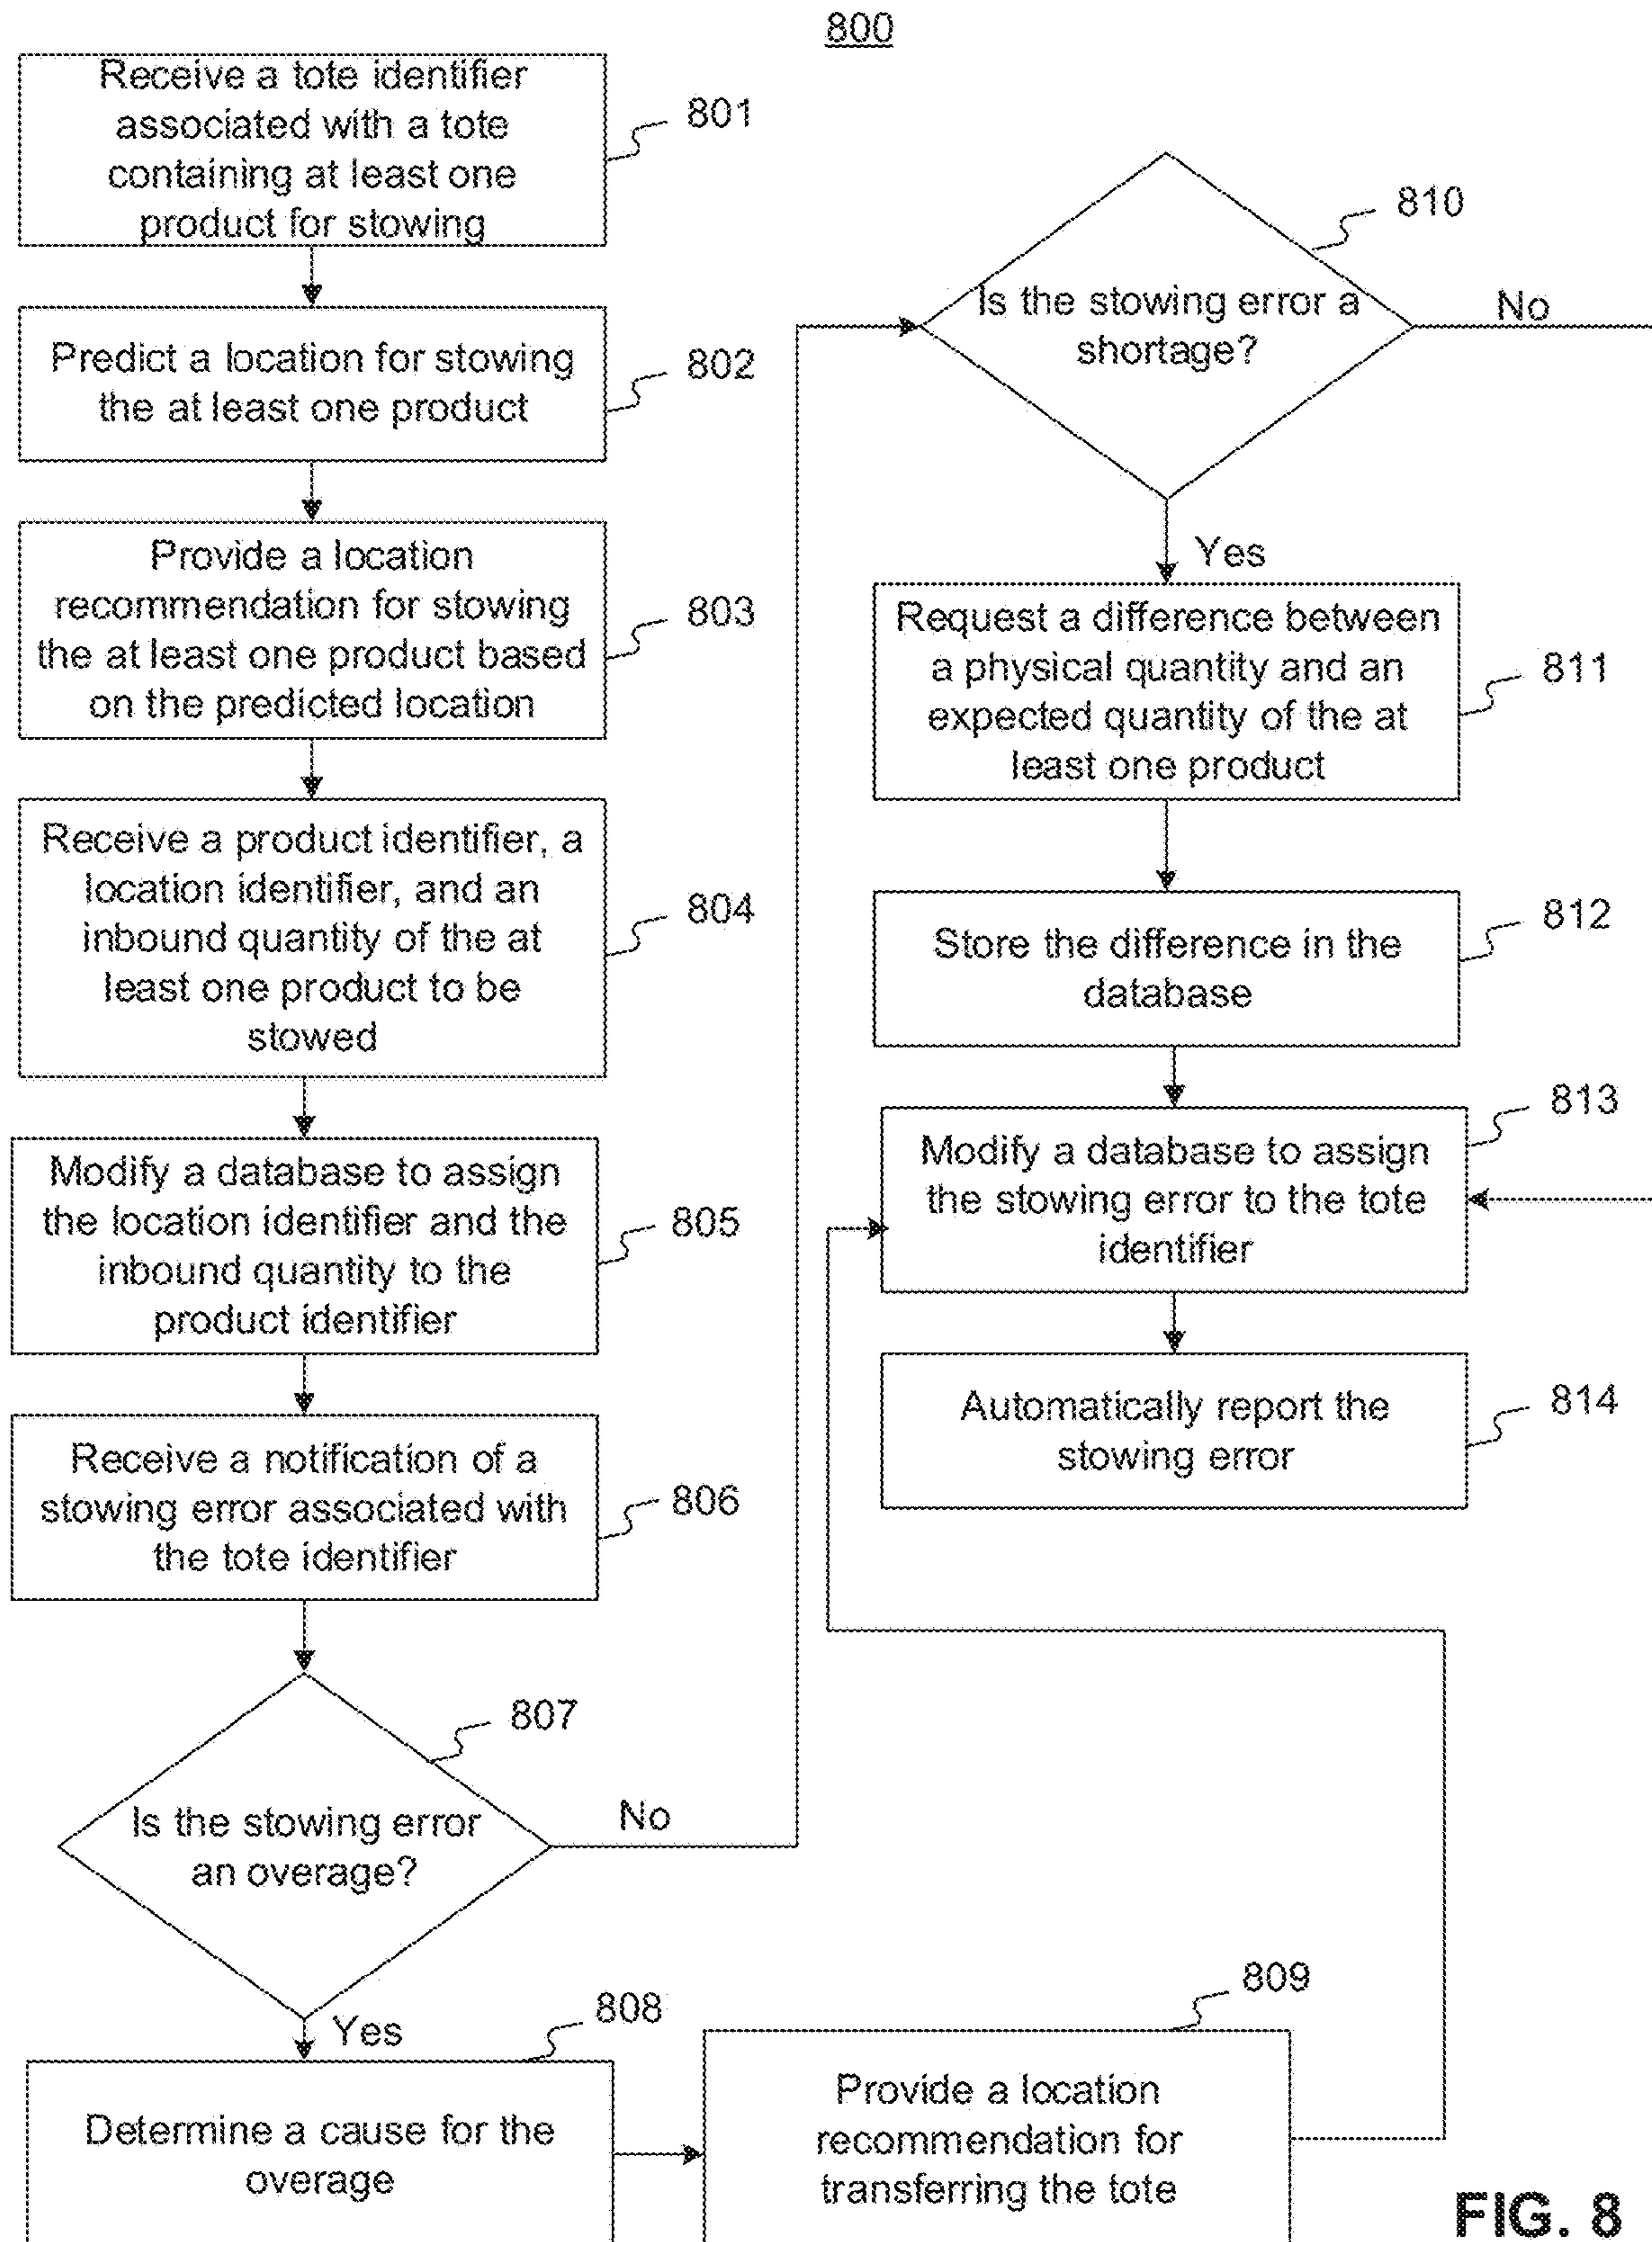 800
Receive a tote identifier
associated with a tote
containing at least one
product for stowing
801
Predict a location for stowing
the at least one product
802
Provide a location
recommendation for stowing
the at least one product based
on the predicted location
803
Receive a product identifier, a
location identifier, and an
inbound quantity of the at
least one product to be
stowed
804
Modify a database to assign
the location identifier and the
inbound quantity to the
product identifier
805
Receive a notification of a
stowing error associated with
the tote identifier
806
Is the stowing error
an overage?
807
No
Yes
Determine a cause for the
overage
808
Provide a location
recommendation for
transferring the tote
809
Is the stowing error a
shortage?
810
No
Yes
Request a difference between
a physical quantity and an
expected quantity of the at
least one product
811
Store the difference in the
database
812
Modify a database to assign
the stowing error to the tote
identifier
813
Automatically report the
stowing error
814
FIG. 8